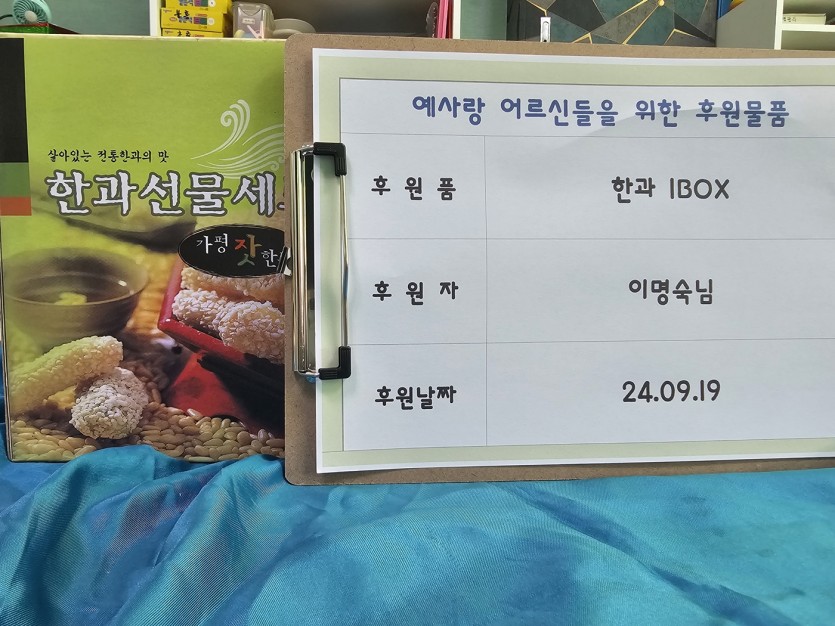 살아있는 전통한과의 맛
한과선물세
가평 잣 한
예사랑 어르신들을 위한 후원물품
후 원 품
한과 1BOX
후 원 자
이명숙님
후원날짜
24.09.19